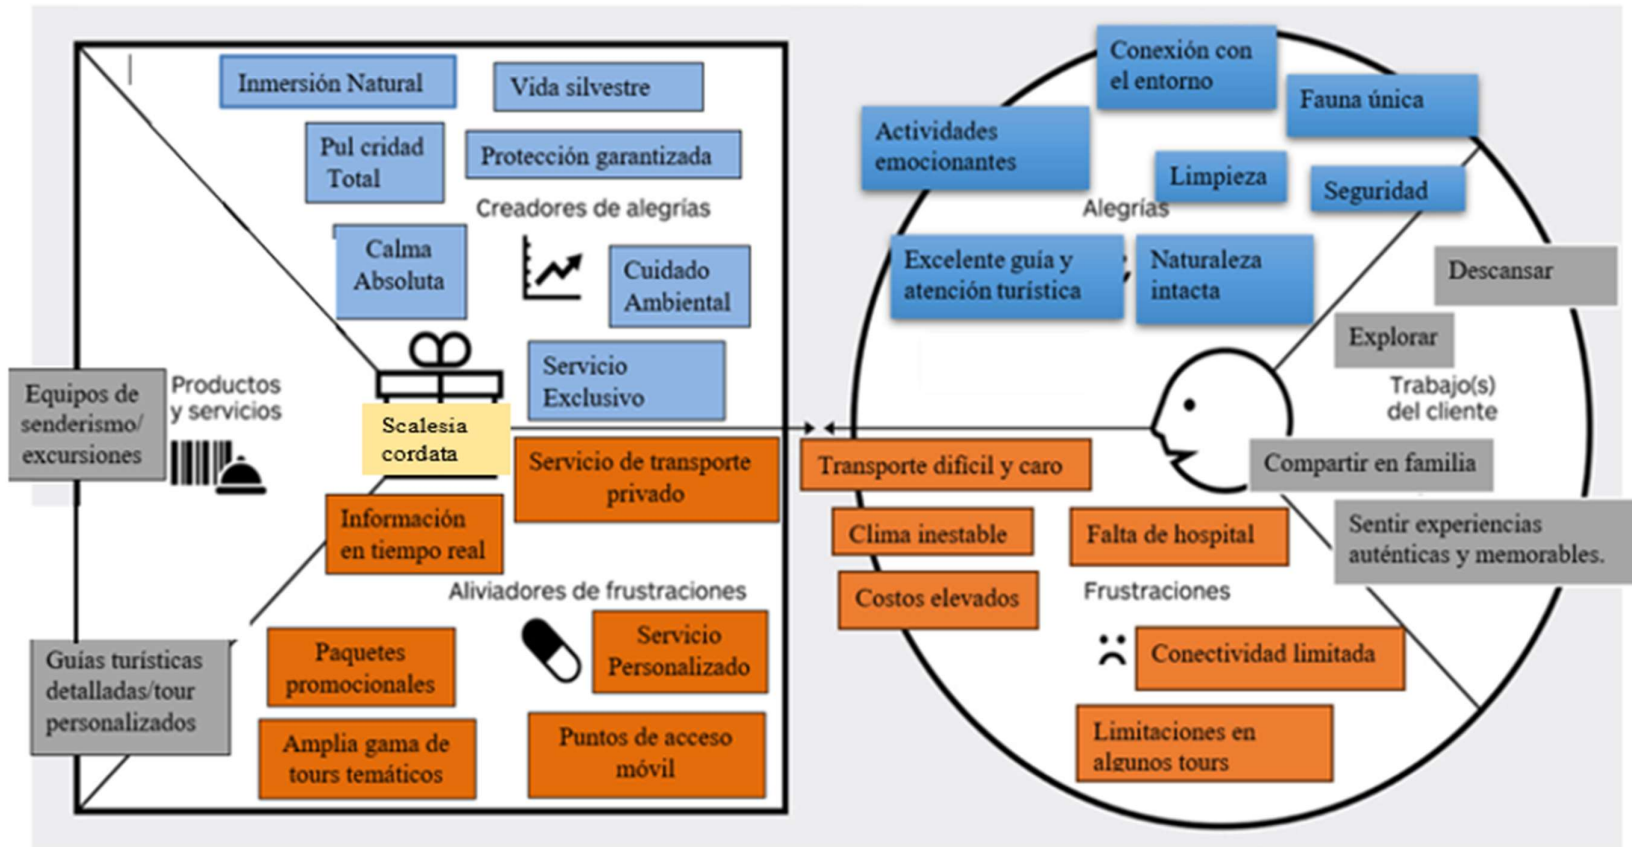 Inmersión Natural
Vida silvestre
Pul cridad
Total
Protección garantizada
Creadores de alegrías
Calma
Absoluta
Cuidado
Ambiental
Servicio
Exclusivo
Equipos de
senderismo/
excursiones
Productos
y servicios
Scalesia
cordata
Servicio de transporte
privado
Información
en tiempo real
Aliviadores de frustraciones
Guías turísticas
detalladas/tour
personalizados
Paquetes
promocionales
Servicio
Personalizado
Amplia gama de
tours temáticos
Puntos de acceso
móvil
Conexión con
el entorno
Fauna única
Actividades
emocionantes
Limpieza
Seguridad
Alegrías
Excelente guía y
atención turística
Naturaleza
intacta
Descansar
Explorar
Trabajo(s)
del cliente
Compartir en familia
Sentir experiencias
auténticas y memorables.
Transporte difícil y caro
Clima inestable
Falta de hospital
Costos elevados
Frustraciones
Conectividad limitada
Limitaciones en
algunos tours